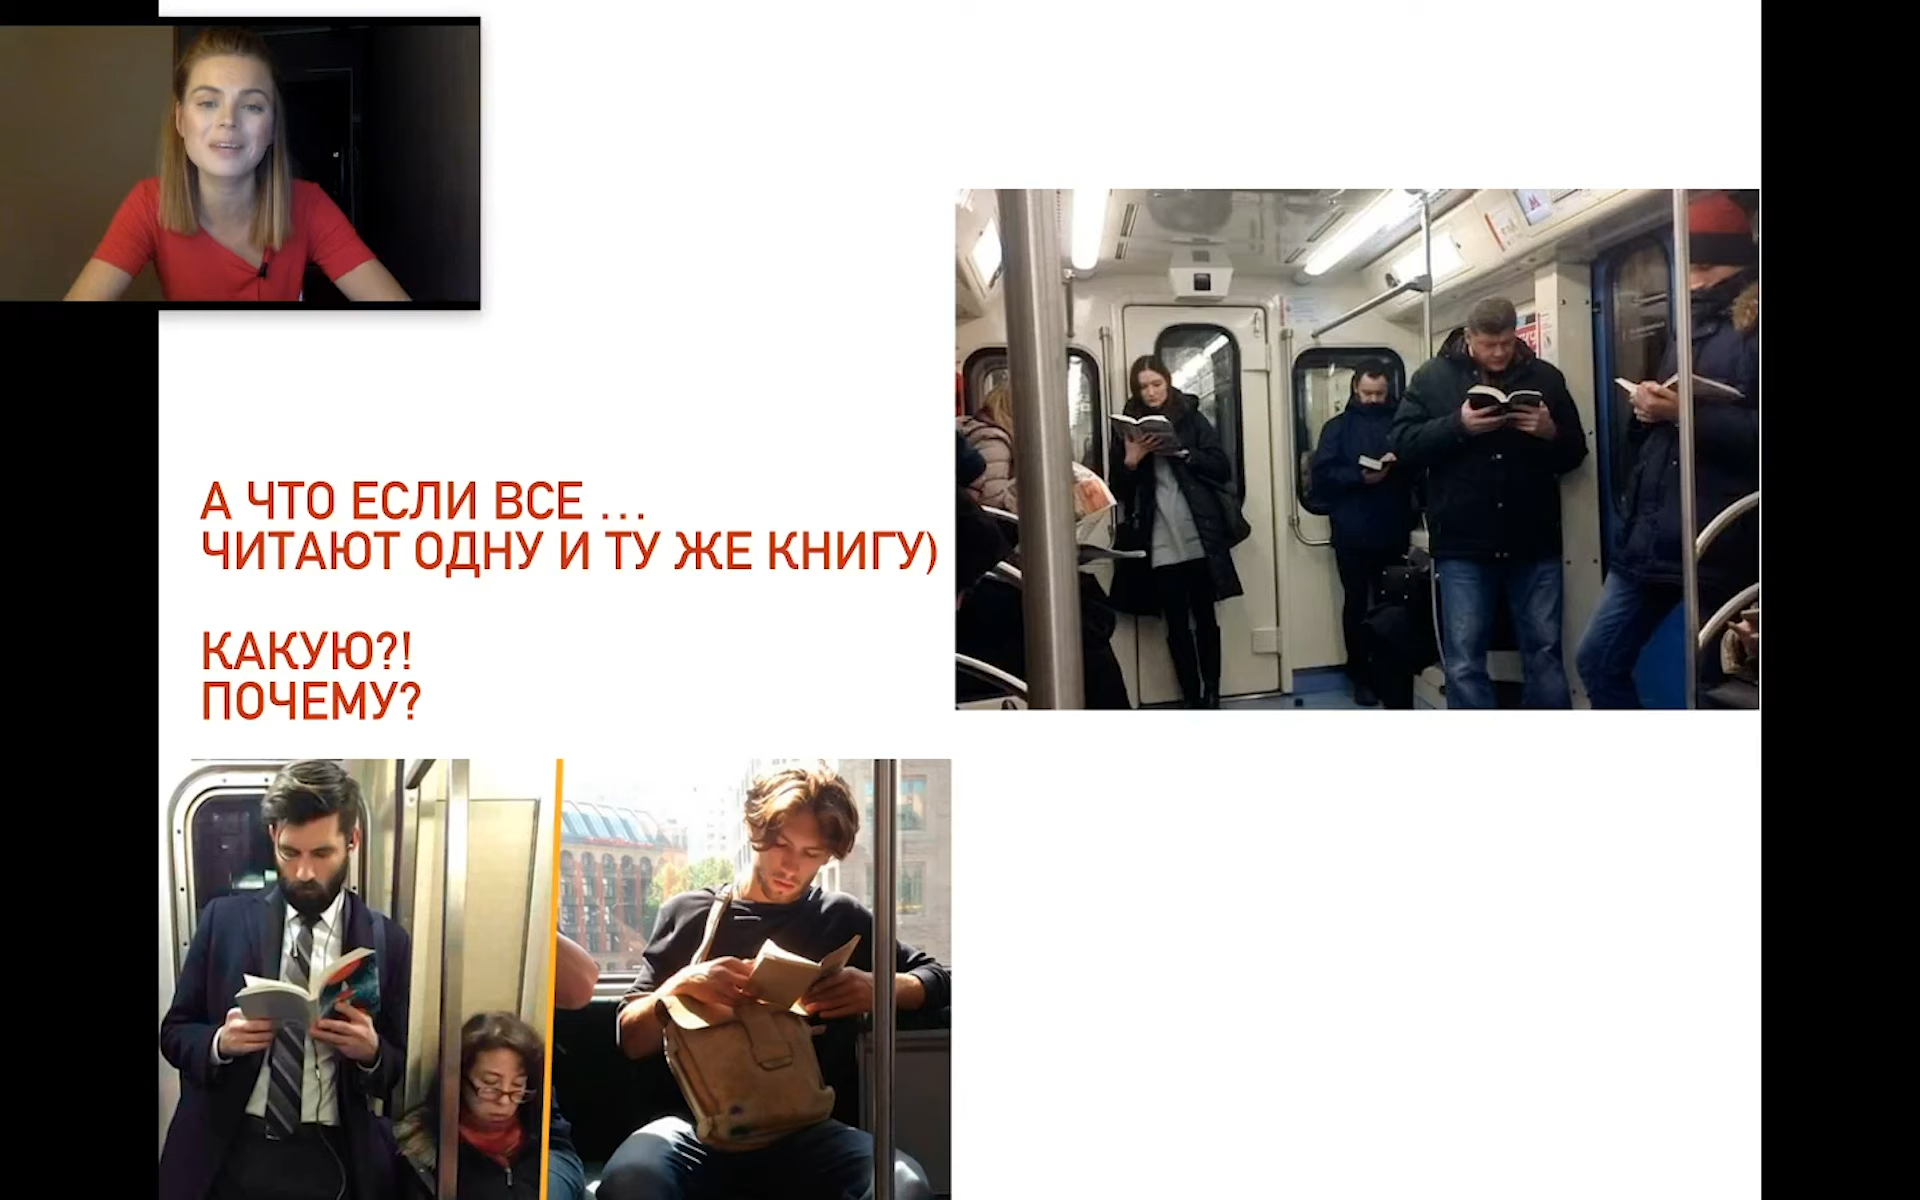 А ЧТО ЕСЛИ ВСЕ ...
ЧИТАЮТ ОДНУ И ТУ ЖЕ КНИГУ)
КАКУЮ?!
ПОЧЕМУ?